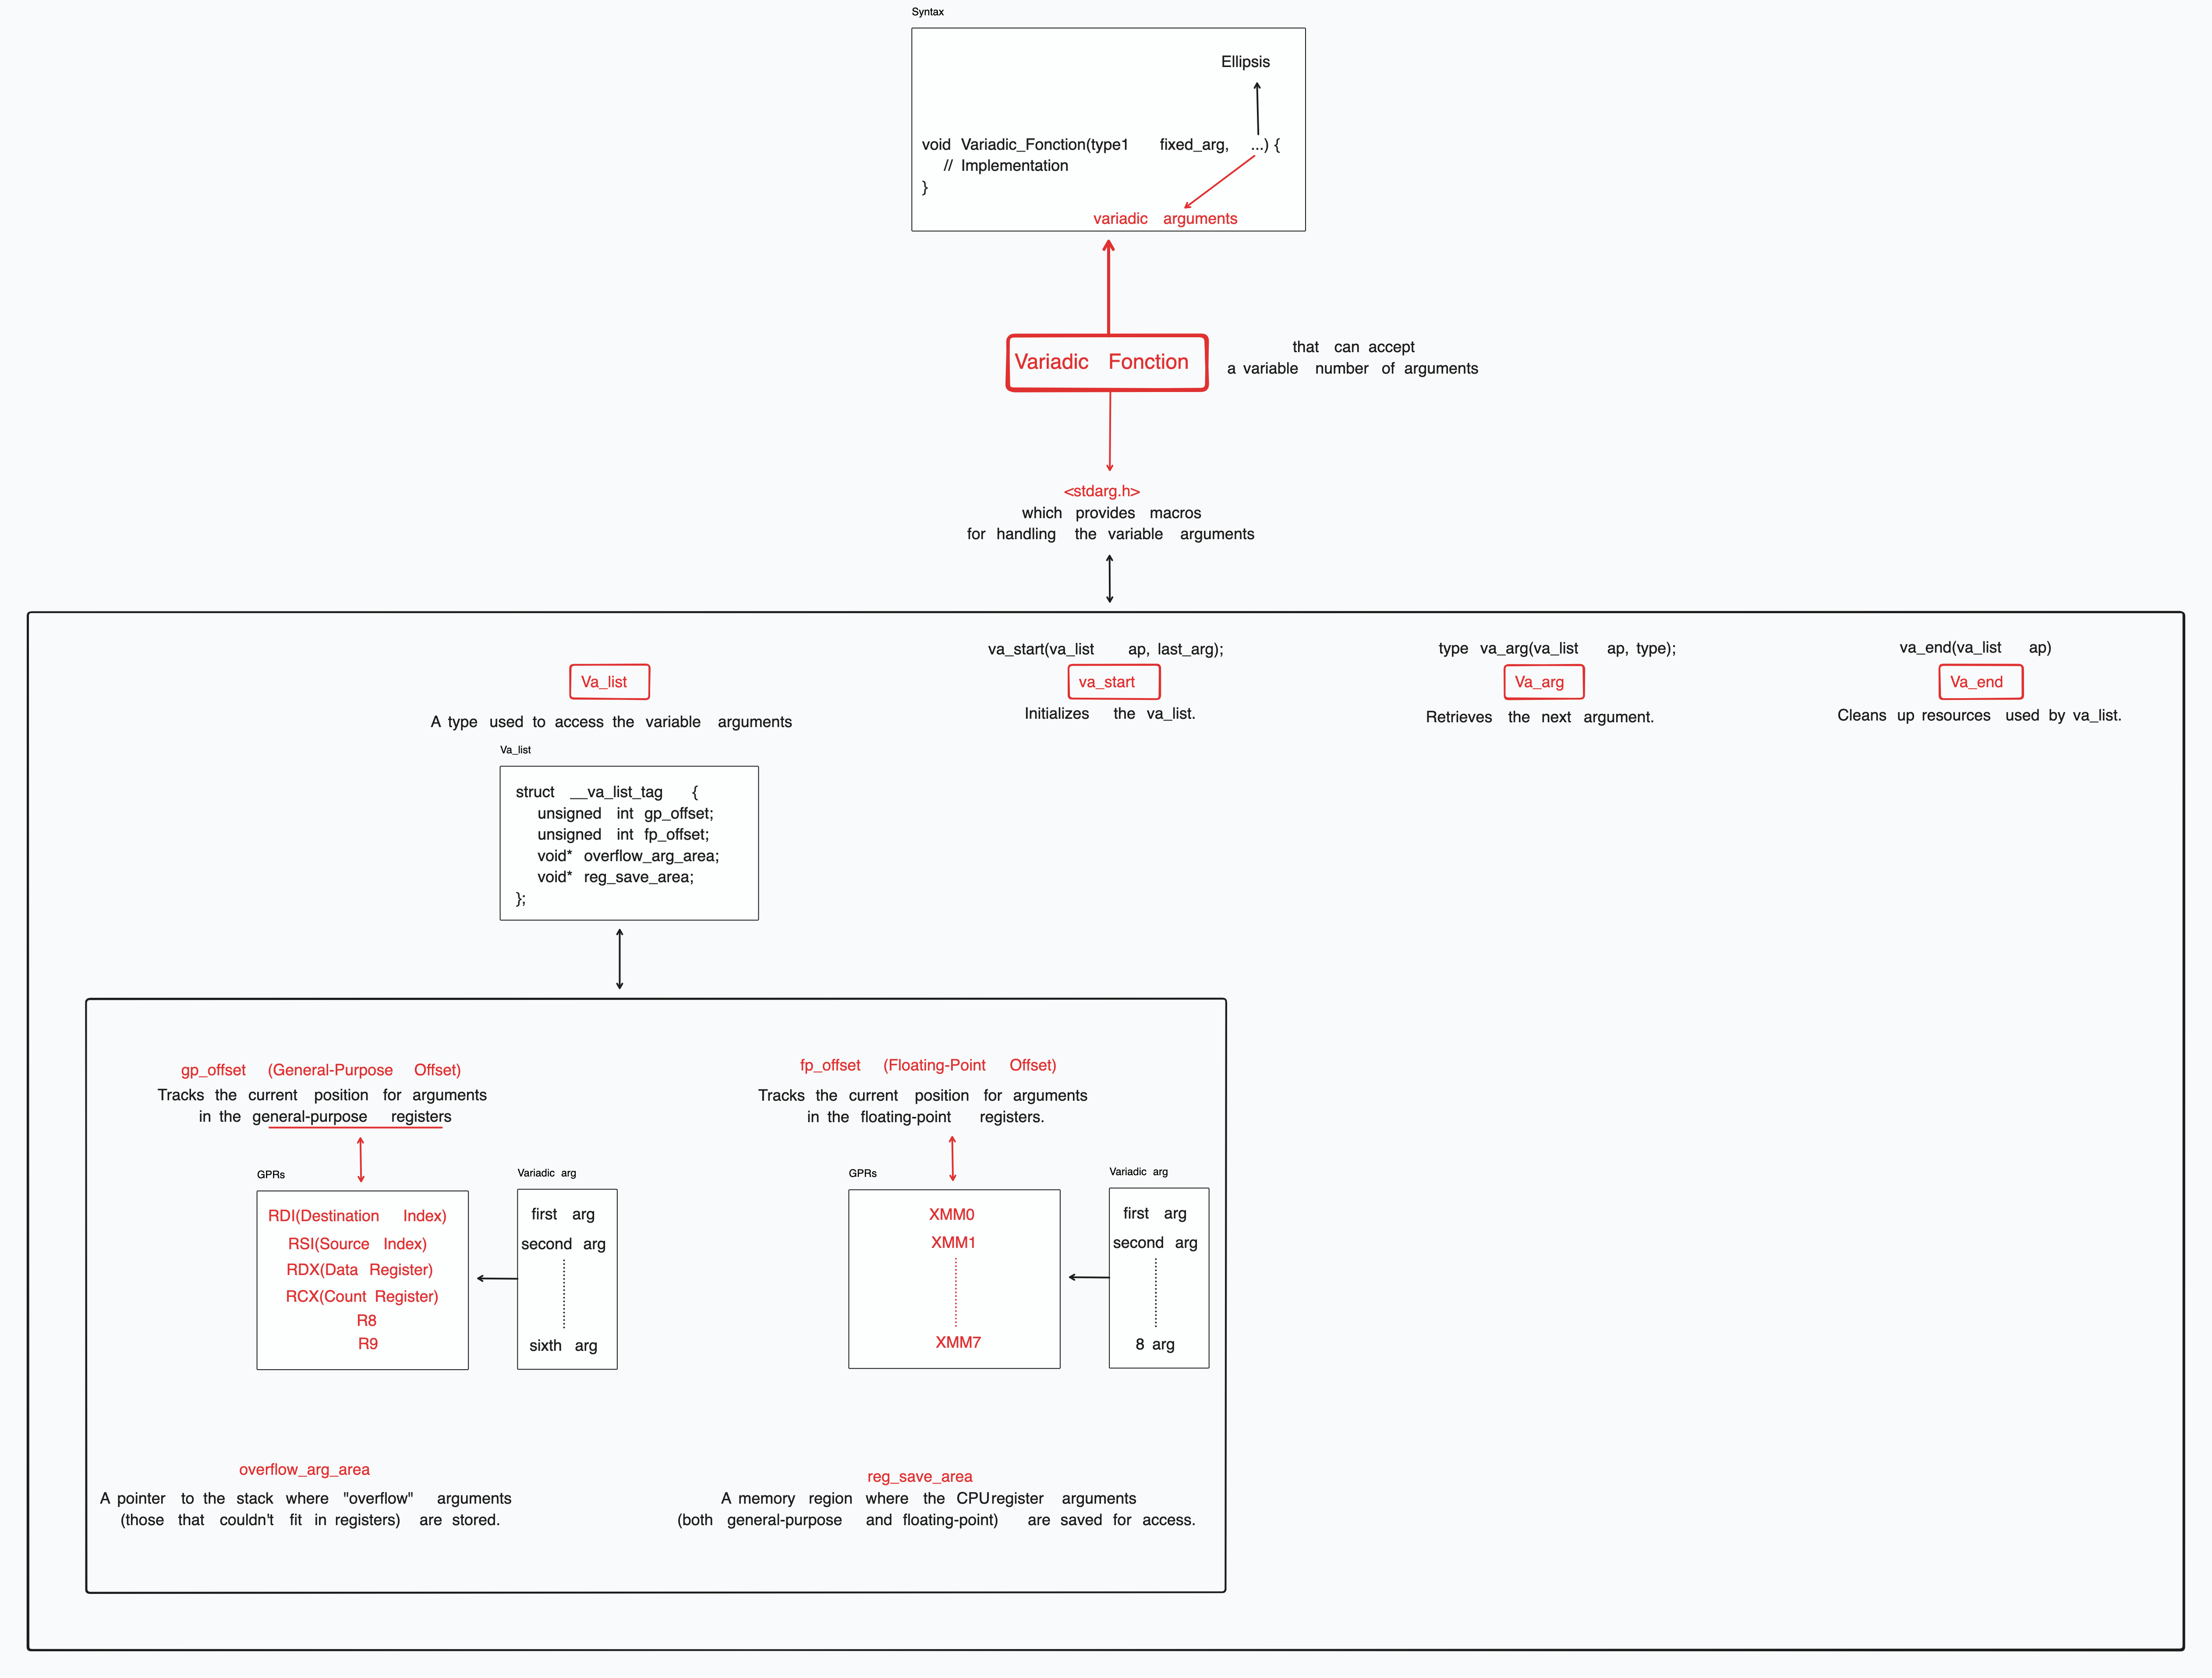 Syntax
Ellipsis
void Variadic_Fonction(type1 fixed_arg, ...) {
// Implementation
}
variadic arguments
Variadic Fonction
that can accept
a variable number of arguments
<stdarg.h>
which provides macros
for handling the variable arguments
Va_list
A type used to access the variable arguments
va_start(va_list ap, last_arg);
va_start
Initializes the va_list.
type va_arg(va_list ap, type);
Va_arg
Retrieves the next argument.
va_end(va_list ap)
Va_end
Cleans up resources used by va_list.
Va_list
struct __va_list_tag {
unsigned int gp_offset;
unsigned int fp_offset;
void* overflow_arg_area;
void* reg_save_area;
};
gp_offset (General-Purpose Offset)
Tracks the current position for arguments
in the general-purpose registers
GPRs
RDI(Destination Index)
RSI(Source Index)
RDX(Data Register)
RCX(Count Register)
R8
R9
Variadic arg
first arg
second arg
sixth arg
fp_offset (Floating-Point Offset)
Tracks the current position for arguments
in the floating-point registers.
GPRs
XMM0
XMM1
XMM7
Variadic arg
first arg
second arg
8 arg
overflow_arg_area
A pointer to the stack where "overflow" arguments
(those that couldn't fit in registers) are stored.
reg_save_area
A memory region where the CPU register arguments
(both general-purpose and floating-point) are saved for access.